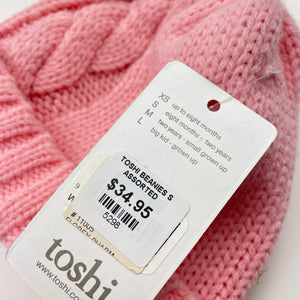 XS up to eight months
S eight months - two years
M two years - small grown up
L big kid - grown up
TOSHI BEANIES S
ASSORTED
$34.95
5298
# 11005
toshi
www.toshi